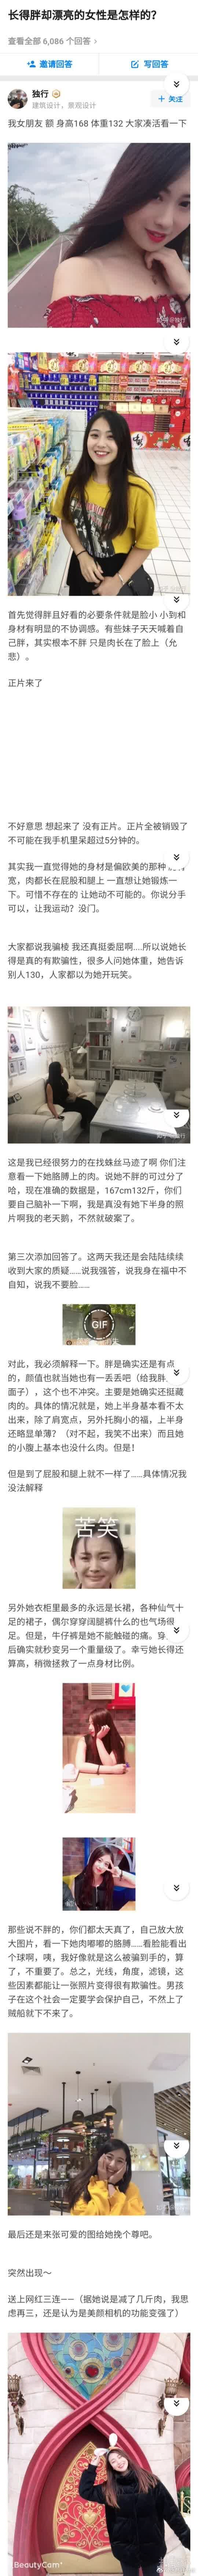 长得胖却漂亮的女性是怎样的?
查看全部 6,086 个回答 >
邀请回答
写回答
独行
建筑设计，景观设计
+ 关注
我女朋友 额 身高168 体重132 大家凑活看一下
首先觉得胖且好看的必要条件就是脸小 小到和
身材有明显的不协调感。有些妹子天天喊着自
己胖，其实根本不胖 只是肉长在了脸上（允
悲）。
正片来了
不好意思 想起来了 没有正片。正片全被销毁了
不可能在我手机里呆超过5分钟的。
其实我一直觉得她的身材是偏欧美的那种
宽，肉都长在屁股和腿上 一直想让她锻炼一
下。可惜不存在的 让她动不可能的。你说分手
可以，让我运动？没门。
大家都说我骗棱 我还真挺委屈啊....所以说她长
得是真的有欺骗性，很多人问她体重，她告诉
别人130，人家都以为她开玩笑。
这是我已经很努力的在找蛛丝马迹了啊 你们注
意看一下她胳膊上的肉。说她不胖的可过分了
哈，现在准确的数据是，167cm132斤，你们
要自己脑补一下啊，我是真没有她下半身的照
片啊我的老天鹅，不然就破案了。
第三次添加回答了。这两天我还是会陆陆续续
收到大家的质疑......说我强答，说我身在福中不
自知，说我不要脸......
GIF
对此，我必须解释一下。胖是确实还是有点
的，颜值也就当她也有一丢丢吧（给我胖
面子），这个也不冲突。主要是她确实还挺藏
肉的。具体的情况就是，她上半身基本看不太
出来，除了肩宽点，另外托胸小的福，上半身
还略显单薄？（对不起，我笑不出来）而且她
的小腹上基本也没什么肉。但是！
但是到了屁股和腿上就不一样了......具体情况我
没法解释
苦笑
另外她衣柜里最多的永远是长裙，各种仙气十
足的裙子，偶尔穿穿阔腿裤什么的也气场很
足。但是，牛仔裤是她不能触碰的痛。穿
后确实就秒变另一个重量级了。幸亏她长得还
算高，稍微拯救了一点身材比例。
那些说不胖的，你们都太天真了，自己放大放
大图片，看一下她肉嘟嘟的胳膊......看脸能看出
个球啊，咦，我好像就是这么被骗到手的，算
了，不重要了。总之，光线，角度，滤镜，这
些因素都能让一张照片变得很有欺骗性。男孩
子在这个社会一定要学会保护自己，不然上了
贼船就下不来了。
最后还是来张可爱的图给她挽个尊吧。
突然出现～
送上网红三连——（据她说是减了几斤肉，我思
虑再三，还是认为是美颜相机的功能变强了）
BeautyCam